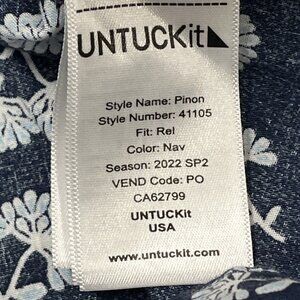 UNTUCKit
Style Name: Pinon
Style Number: 41105
Fit: Rel
Color: Nav
Season: 2022 SP2
VEND Code: PO
CA62799
UNTUCKit
USA
www.untuckit.com